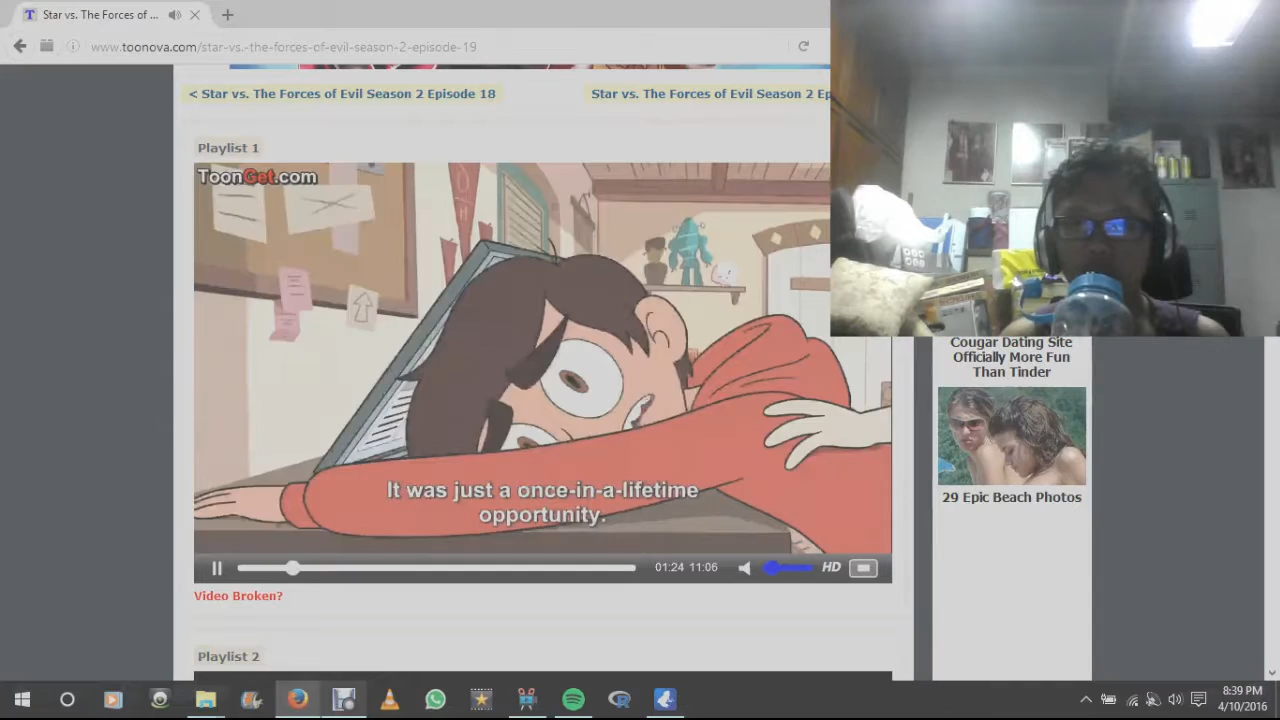 Star vs. The Forces of ...
www.toonova.com/star-vs.-the-forces-of-evil-season-2-episode-19
< Star vs. The Forces of Evil Season 2 Episode 18
Star vs. The Forces of Evil Season 2 Ep
Playlist 1
ToonGet.com
It was just a once-in-a-lifetime
opportunity.
01:24 11:06
HD
Video Broken?
Playlist 2
Cougar Dating Site
Officially More Fun
Than Tinder
29 Epic Beach Photos
8:39 PM
4/10/2016